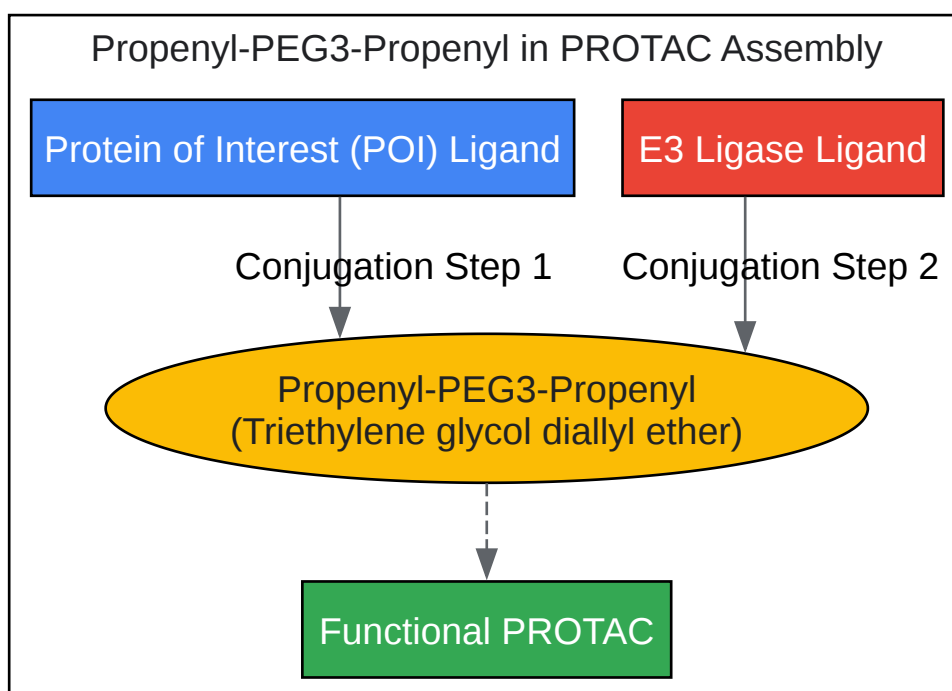 Propenyl-PEG3-Propenyl in PROTAC Assembly
Protein of Interest (POI) Ligand
E3 Ligase Ligand
Conjugation Step 1
Conjugation Step 2
Propenyl-PEG3-Propenyl
(Triethylene glycol diallyl ether)
Functional PROTAC